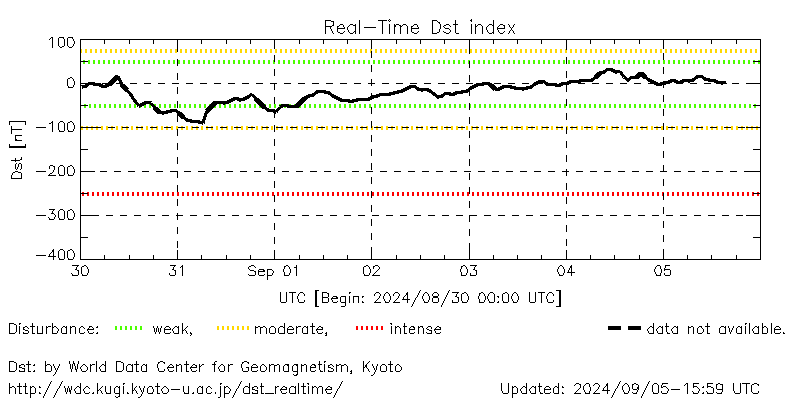 Real-Time Dst index
100
0
-100
-200
-300
-400
Dst [nT]
30 31 Sep 01 02 03 04 05
UTC [Begin: 2024/08/30 00:00 UTC]
Disturbance: weak, moderate, intense data not available.
Dst: by World Data Center for Geomagnetism, Kyoto
http://wdc.kugi.kyoto-u.ac.jp/dst_realtime/ Updated: 2024/09/05-15:59 UTC